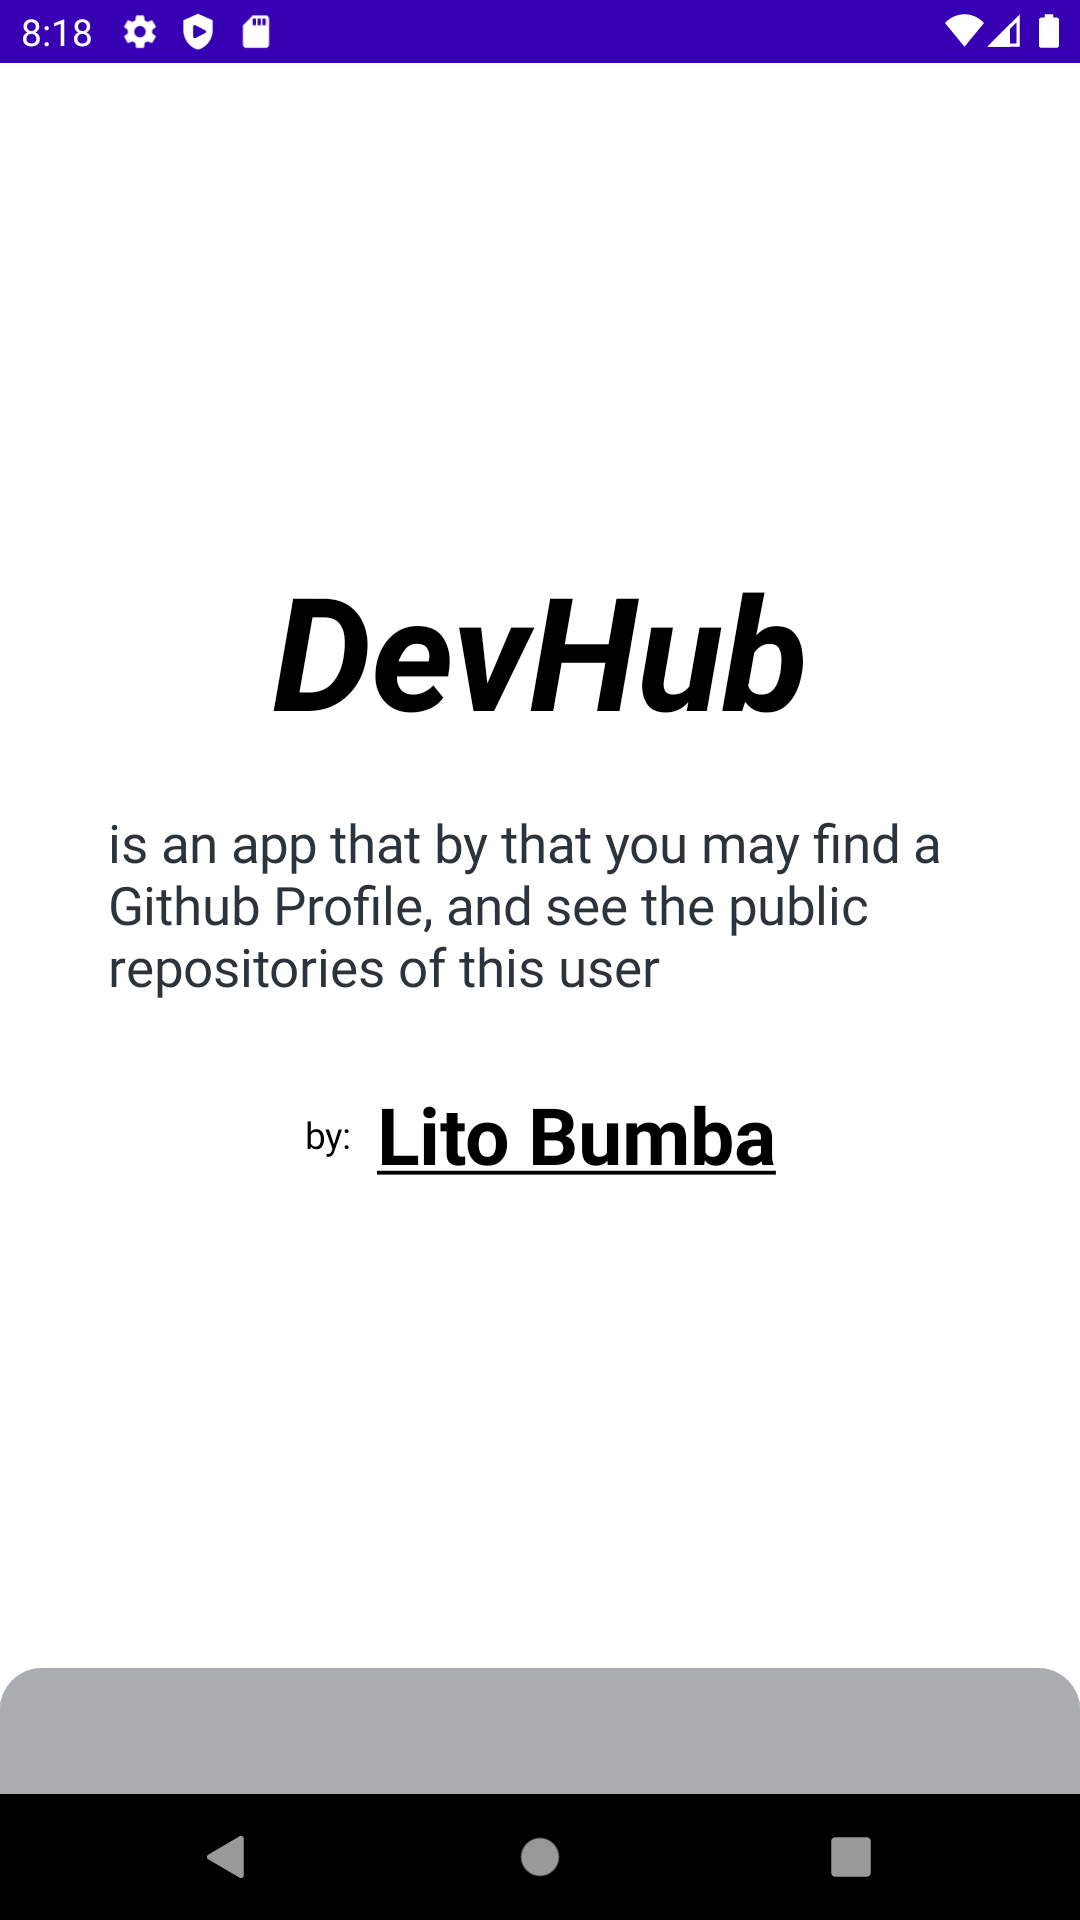 8:18
DevHub
is an app that by that you may find a
Github Profile, and see the public
repositories of this user
by: Lito Bumba